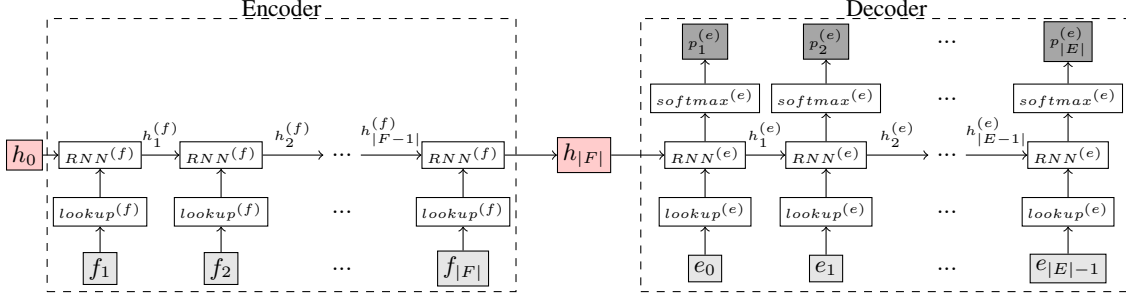 Encoder Decoder
p_1^{(e)} p_2^{(e)} ... p_{|E|}^{(e)}
softmax^{(e)} softmax^{(e)} ... softmax^{(e)}
h_1^{(f)} h_2^{(f)} h_{|F-1|}^{(f)} h_1^{(e)} h_2^{(e)} h_{|E-1|}^{(e)}
h_0 RNN^{(f)} RNN^{(f)} ... RNN^{(f)} h_{|F|} RNN^{(e)} RNN^{(e)} ... RNN^{(e)}
lookup^{(f)} lookup^{(f)} ... lookup^{(f)} lookup^{(e)} lookup^{(e)} ... lookup^{(e)}
f_1 f_2 ... f_{|F|} e_0 e_1 ... e_{|E|-1}